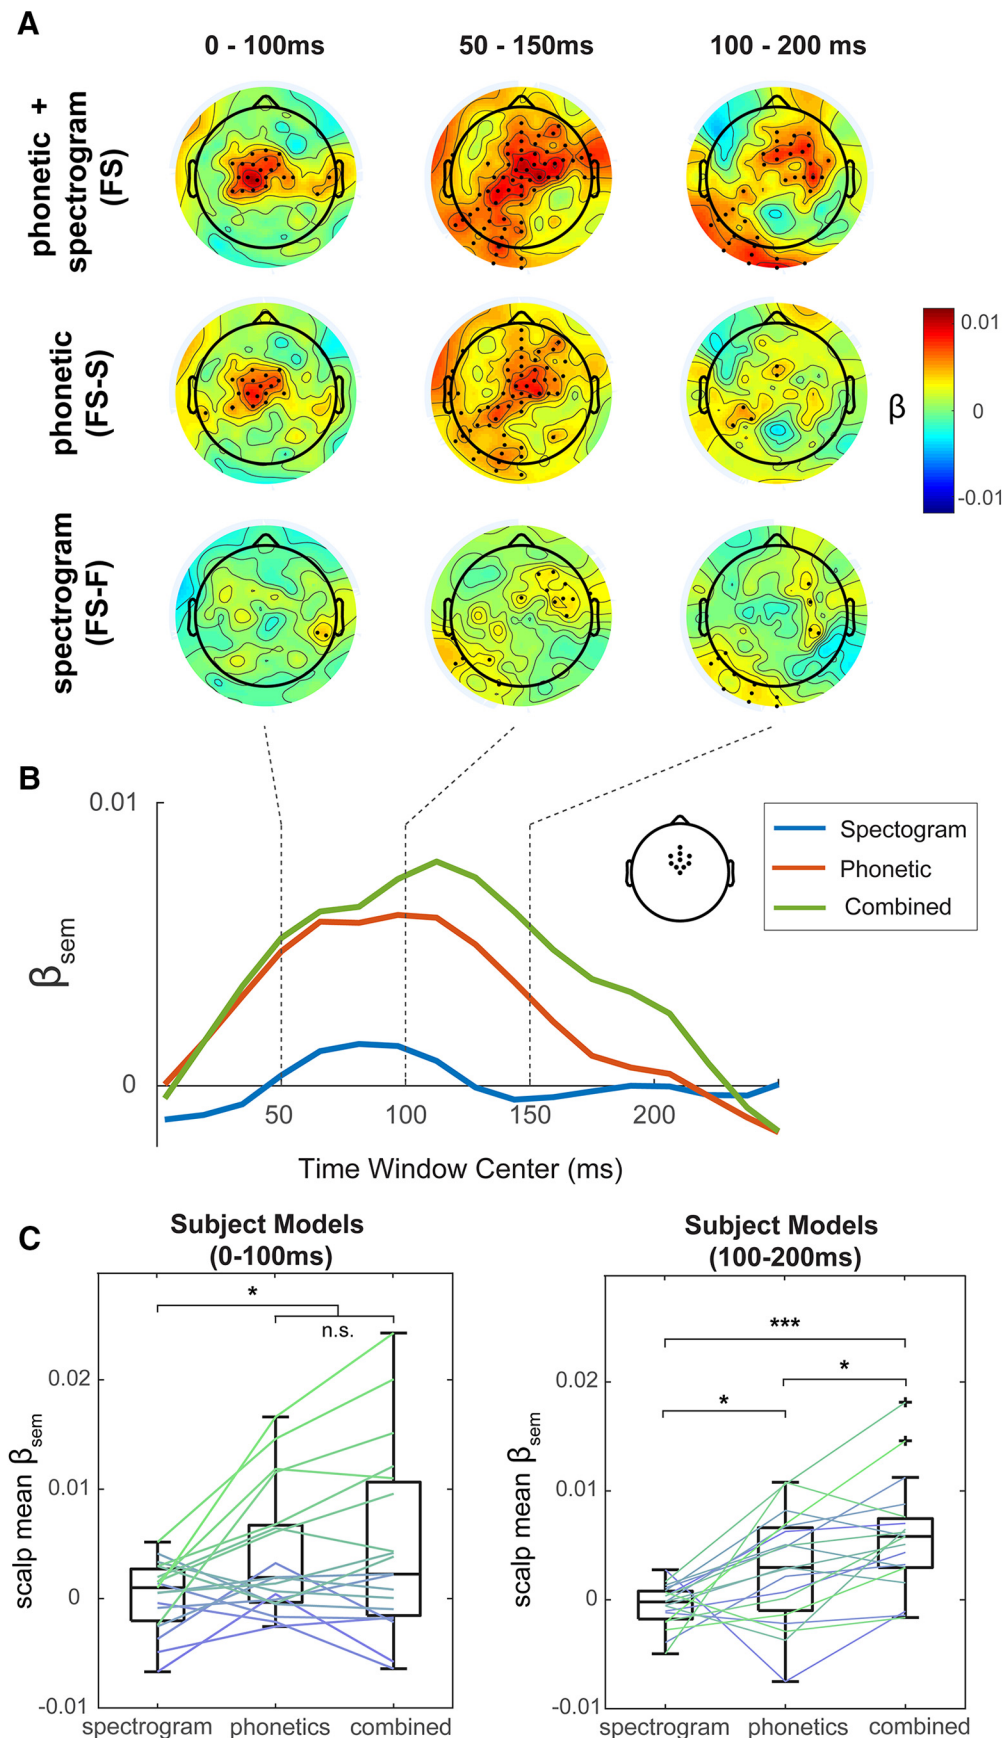 A
0 - 100ms
50 - 150ms
100 - 200 ms
phonetic +
spectrogram
(FS)
phonetic
(FS-S)
spectrogram
(FS-F)
0.01
0
-0.01
β
B
0.01
0
βsem
50
100
150
200
Time Window Center (ms)
Spectogram
Phonetic
Combined
C
Subject Models
(0-100ms)
*
n.s.
0.02
0.01
0
-0.01
scalp mean βsem
spectrogram
phonetics
combined
Subject Models
(100-200ms)
***
*
*
0.02
0.01
0
-0.01
scalp mean βsem
spectrogram
phonetics
combined